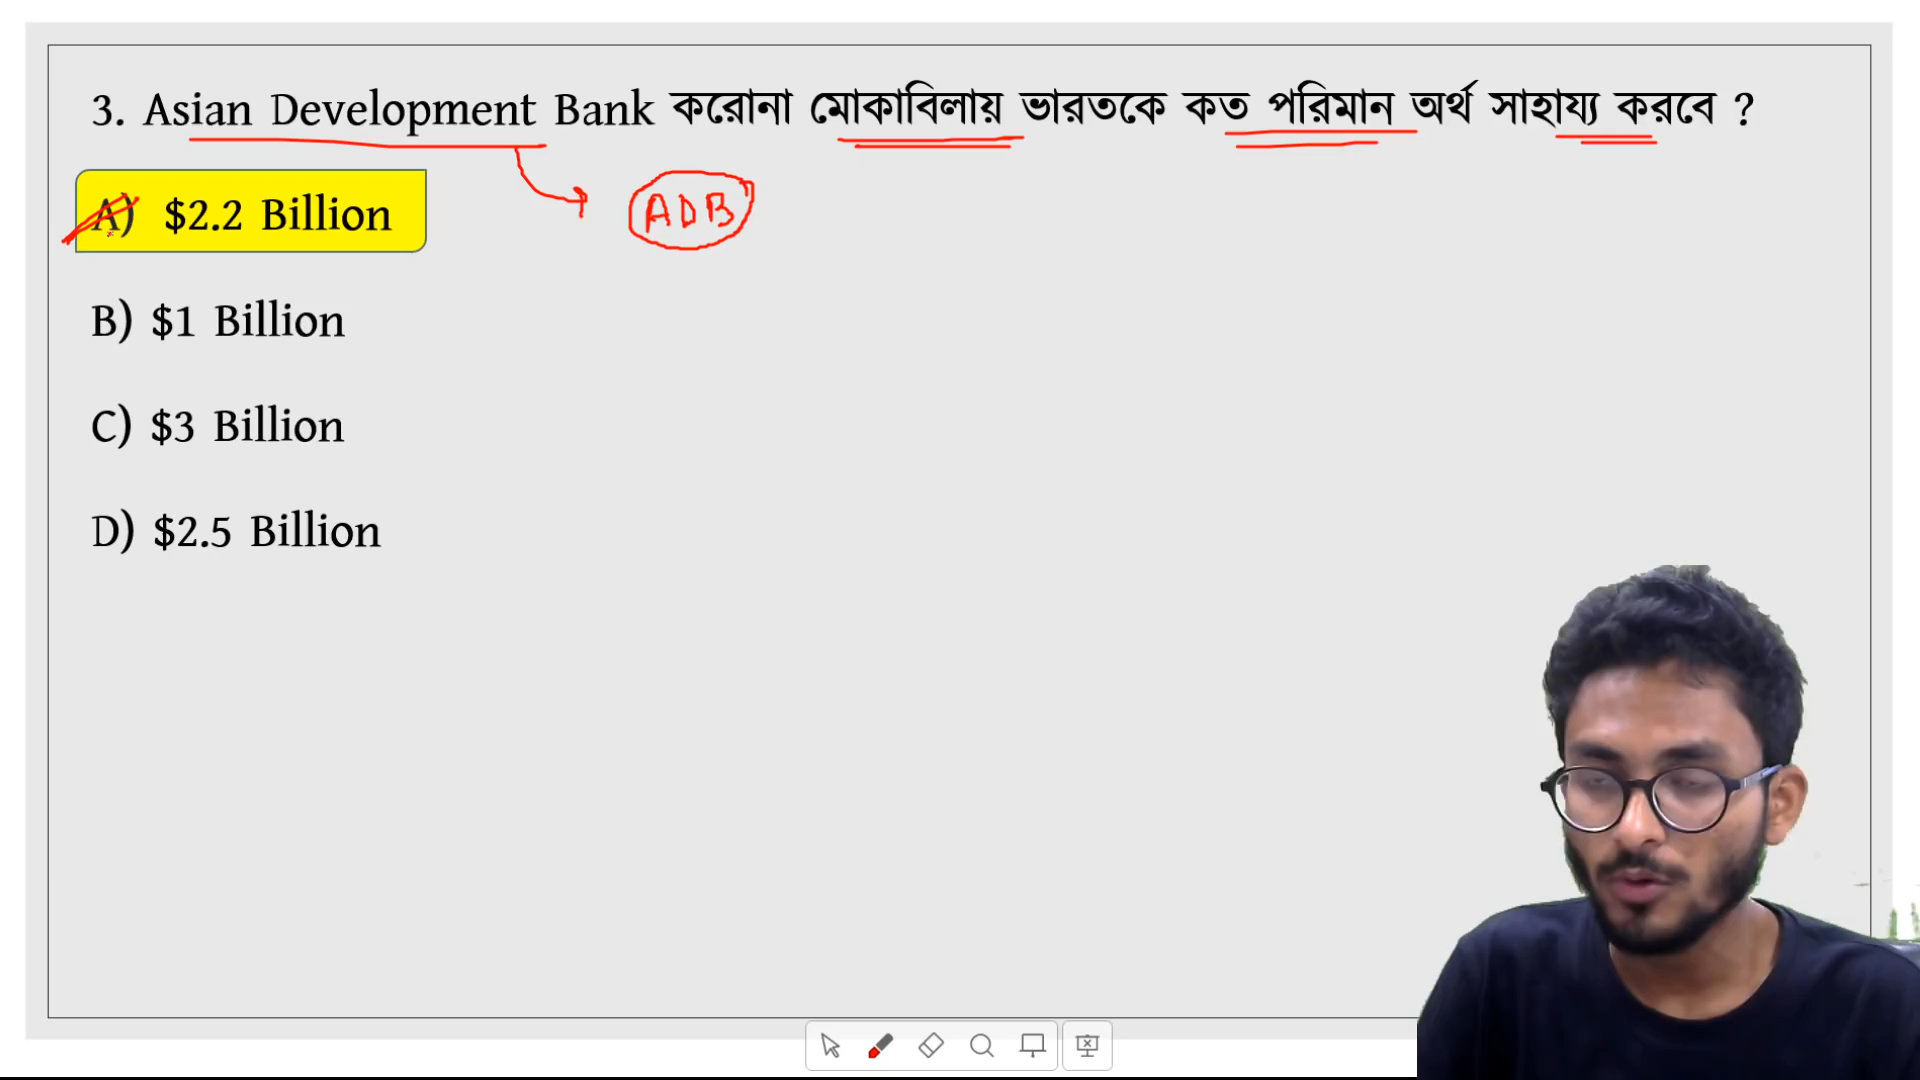 3. Asian Development Bank করোনা মোকাবিলায় ভারতকে কত পরিমান অর্থ সাহায্য করবে ?
A) $2.2 Billion
ADB
B) $1 Billion
C) $3 Billion
D) $2.5 Billion